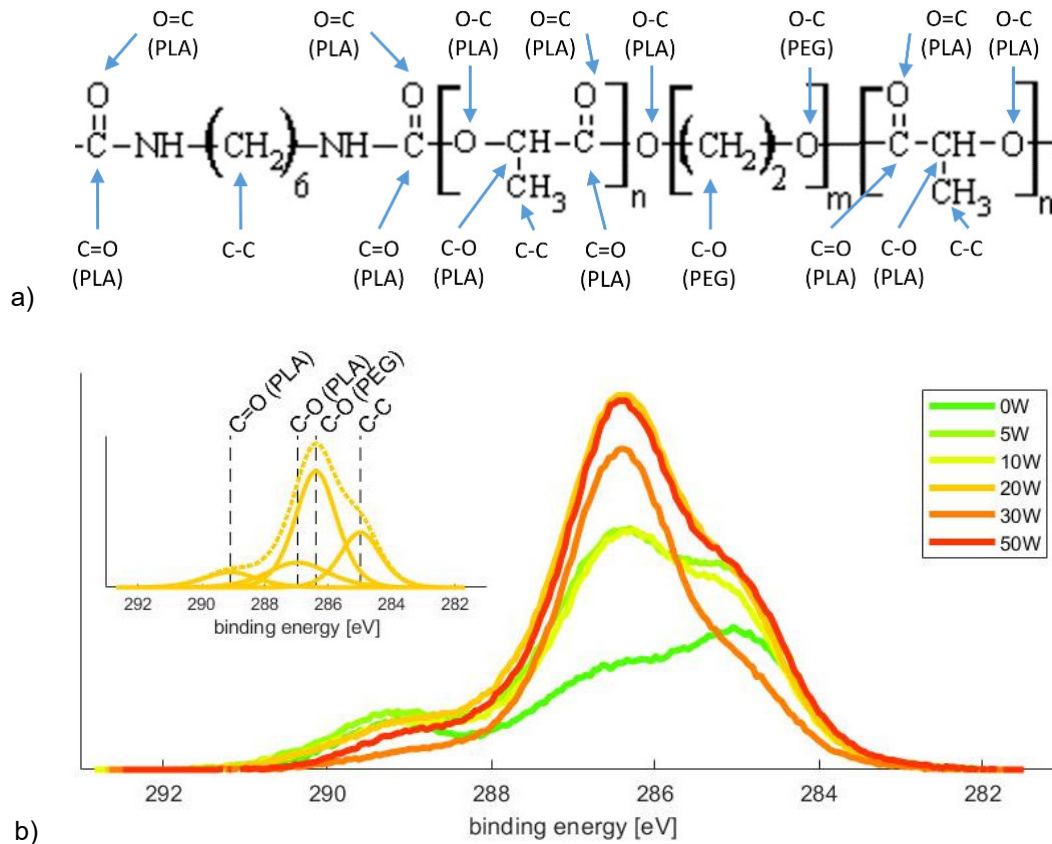 O=C O=C O-C O=C O-C O-C O=C O-C
(PLA) (PLA) (PLA) (PLA) (PLA) (PEG) (PLA) (PLA)
O O O O
-C-NH-(CH2)6-NH-C-[O-CH-C]n-O-[(CH2)2-O]m-[C-CH-O]n-
CH3 CH3
C=O C-C C=O C-O C-C C=O C-O C=O C-O C-C
(PLA) (PLA) (PLA) (PLA) (PEG) (PLA) (PLA)
a)
C=O (PLA)
C-O (PLA)
C-O (PEG)
C-C
292 290 288 286 284 282
binding energy [eV]
0W
5W
10W
20W
30W
50W
292 290 288 286 284 282
binding energy [eV]
b)